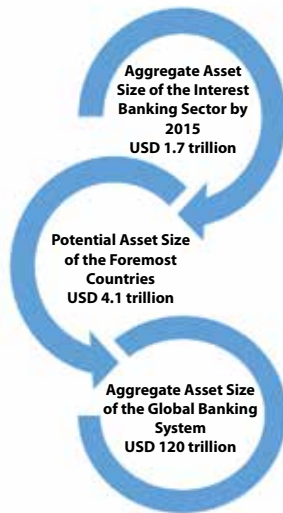 Aggregate Asset
Size of the Interest
Banking Sector by
2015
USD 1.7 trillion
Potential Asset Size
of the Foremost
Countries
USD 4.1 trillion
Aggregate Asset Size
of the Global Banking
System
USD 120 trillion